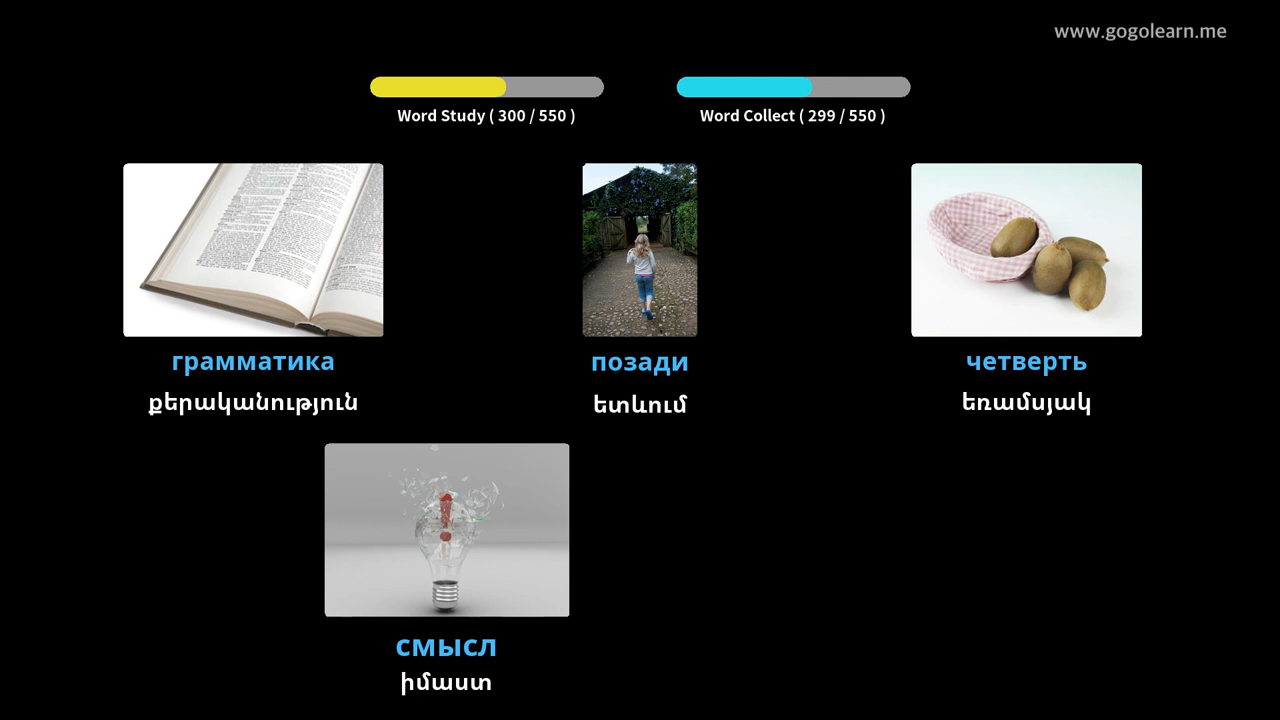 www.gogolearn.me
Word Study ( 300 / 550 )
Word Collect ( 299 / 550 )
грамматика
քերականություն
позади
ետևում
четверть
եռամսյակ
смысл
իմաստ